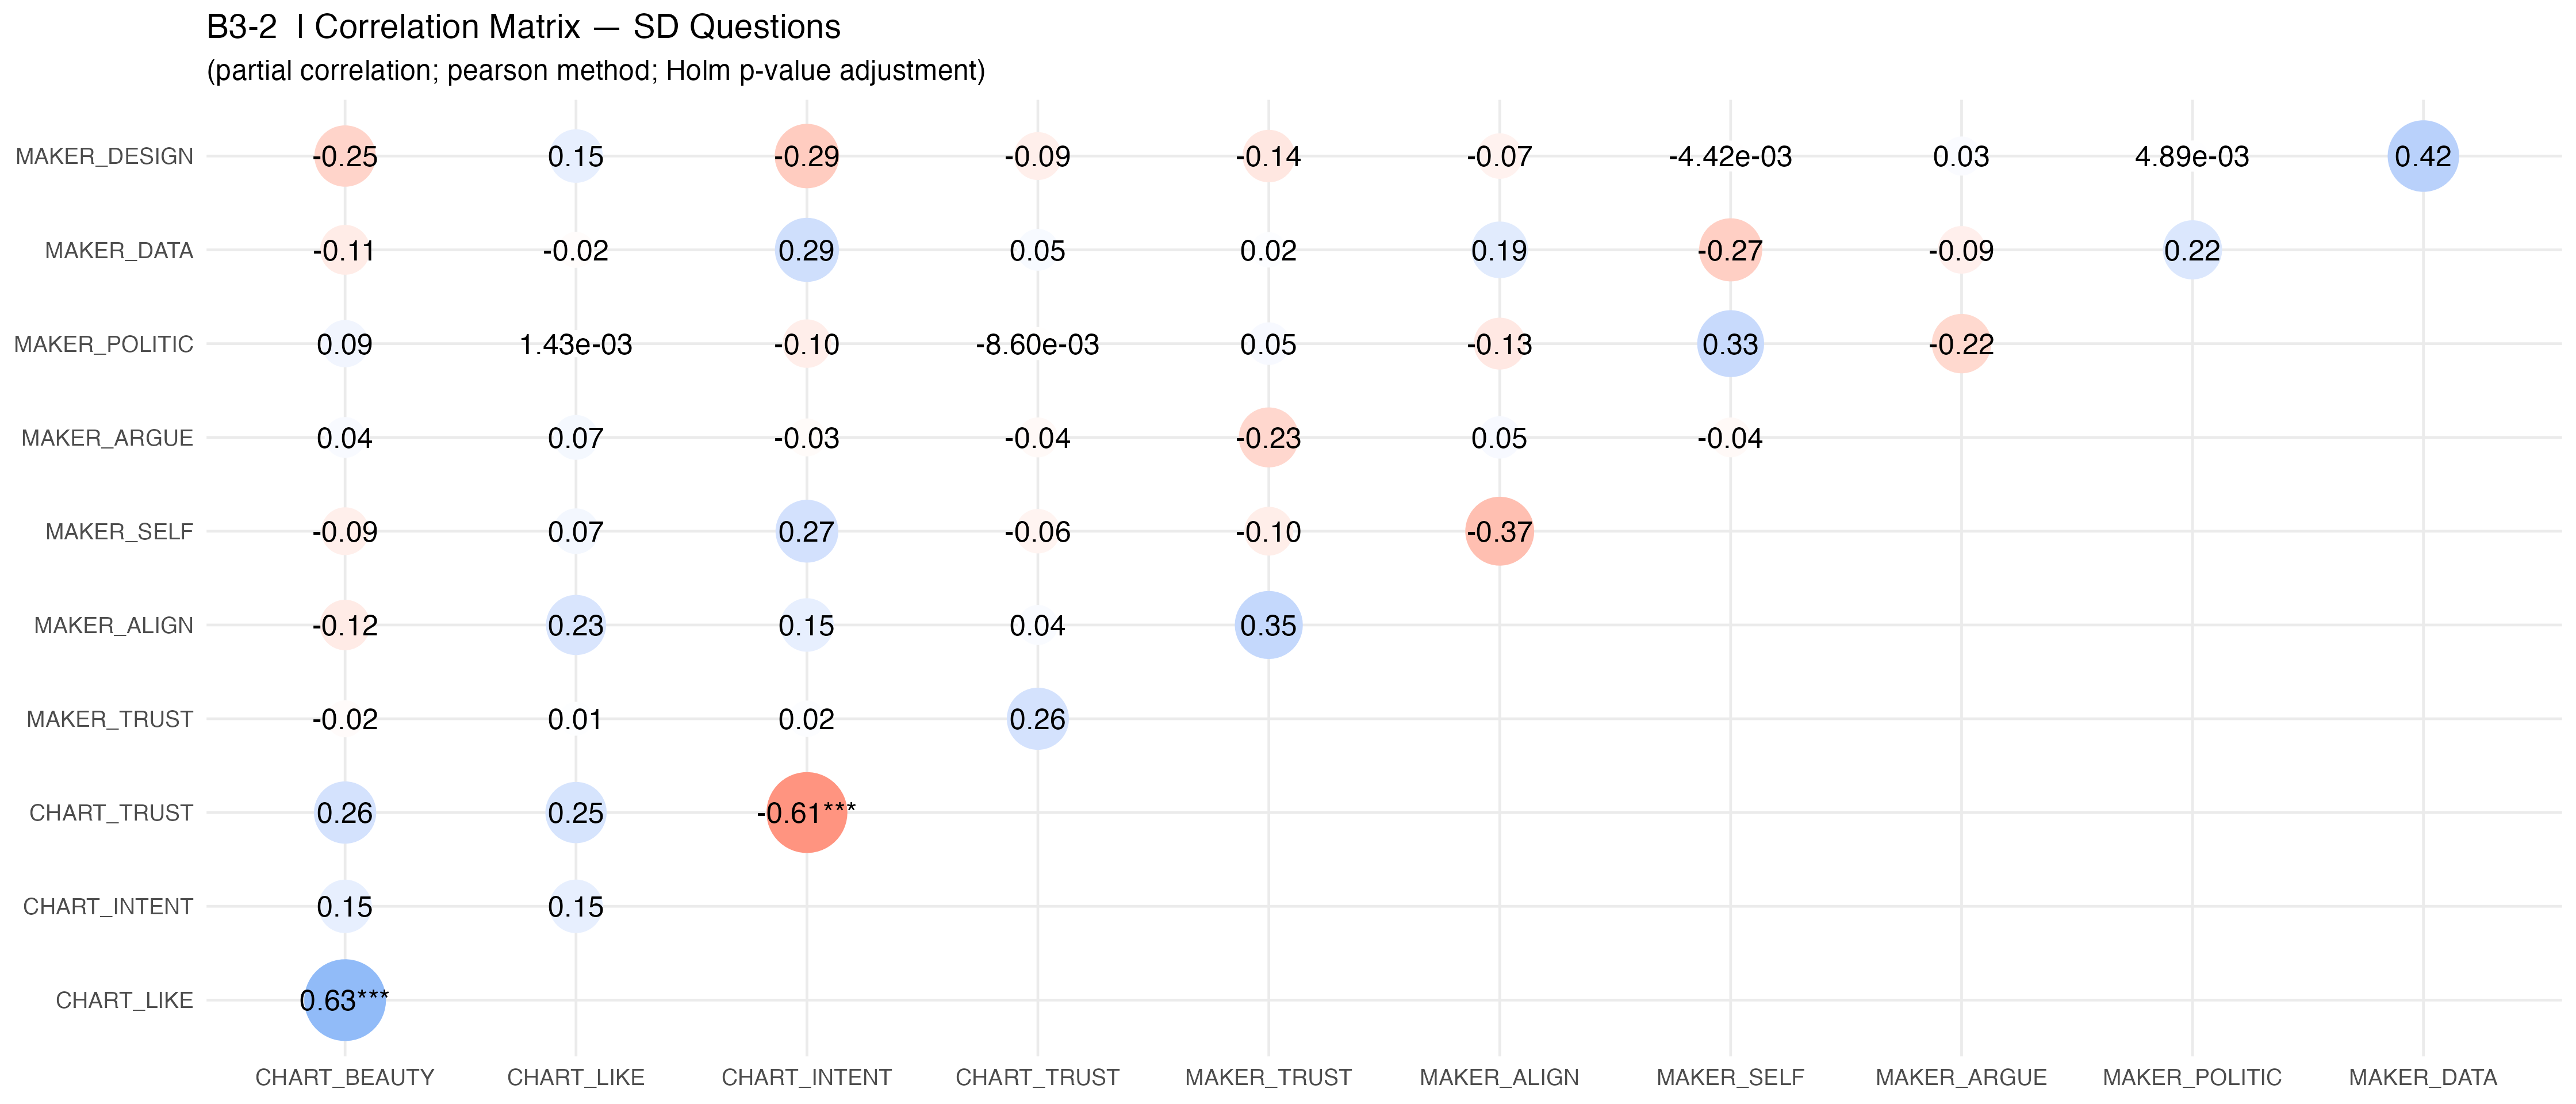 B3-2 | Correlation Matrix — SD Questions
(partial correlation; pearson method; Holm p-value adjustment)
MAKER_DESIGN -0.25 0.15 -0.29 -0.09 -0.14 -0.07 -4.42e-03 0.03 4.89e-03 0.42
MAKER_DATA -0.11 -0.02 0.29 0.05 0.02 0.19 -0.27 -0.09 0.22
MAKER_POLITIC 0.09 1.43e-03 -0.10 -8.60e-03 0.05 -0.13 0.33 -0.22
MAKER_ARGUE 0.04 0.07 -0.03 -0.04 -0.23 0.05 -0.04
MAKER_SELF -0.09 0.07 0.27 -0.06 -0.10 -0.37
MAKER_ALIGN -0.12 0.23 0.15 0.04 0.35
MAKER_TRUST -0.02 0.01 0.02 0.26
CHART_TRUST 0.26 0.25 -0.61***
CHART_INTENT 0.15 0.15
CHART_LIKE 0.63***
CHART_BEAUTY CHART_LIKE CHART_INTENT CHART_TRUST MAKER_TRUST MAKER_ALIGN MAKER_SELF MAKER_ARGUE MAKER_POLITIC MAKER_DATA